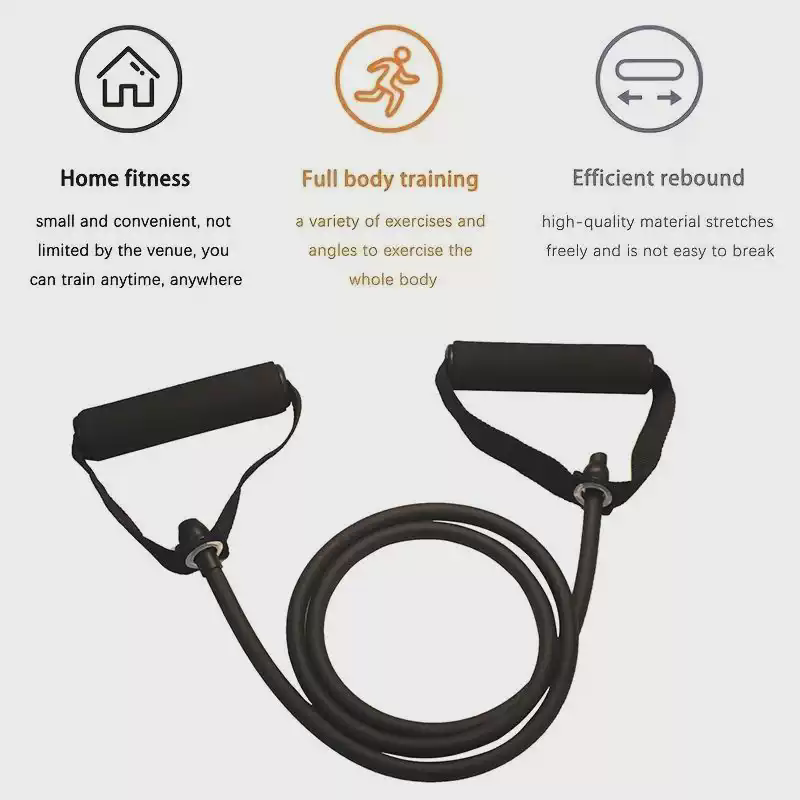 Home fitness
small and convenient, not
limited by the venue, you
can train anytime, anywhere
Full body training
a variety of exercises and
angles to exercise the
whole body
Efficient rebound
high-quality material stretches
freely and is not easy to break